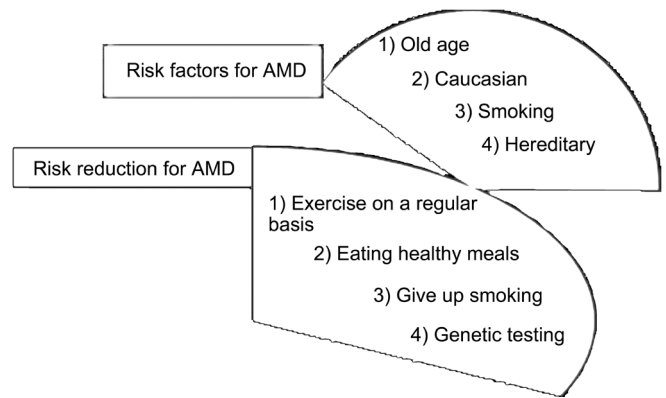 Risk factors for AMD
1) Old age
2) Caucasian
3) Smoking
4) Hereditary
Risk reduction for AMD
1) Exercise on a regular
basis
2) Eating healthy meals
3) Give up smoking
4) Genetic testing